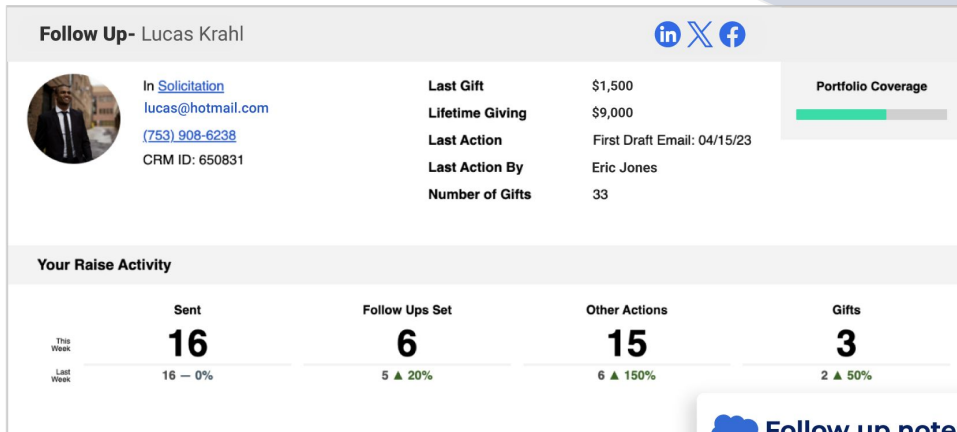 Follow Up- Lucas Krahl
in X f
In Solicitation
lucas@hotmail.com
(753) 908-6238
CRM ID: 650831
Last Gift $1,500
Lifetime Giving $9,000
Last Action First Draft Email: 04/15/23
Last Action By Eric Jones
Number of Gifts 33
Portfolio Coverage
Your Raise Activity
Sent Follow Ups Set Other Actions Gifts
This Week 16 6 15 3
Last Week 16 — 0% 5 ▲ 20% 6 ▲ 150% 2 ▲ 50%
Follow up note